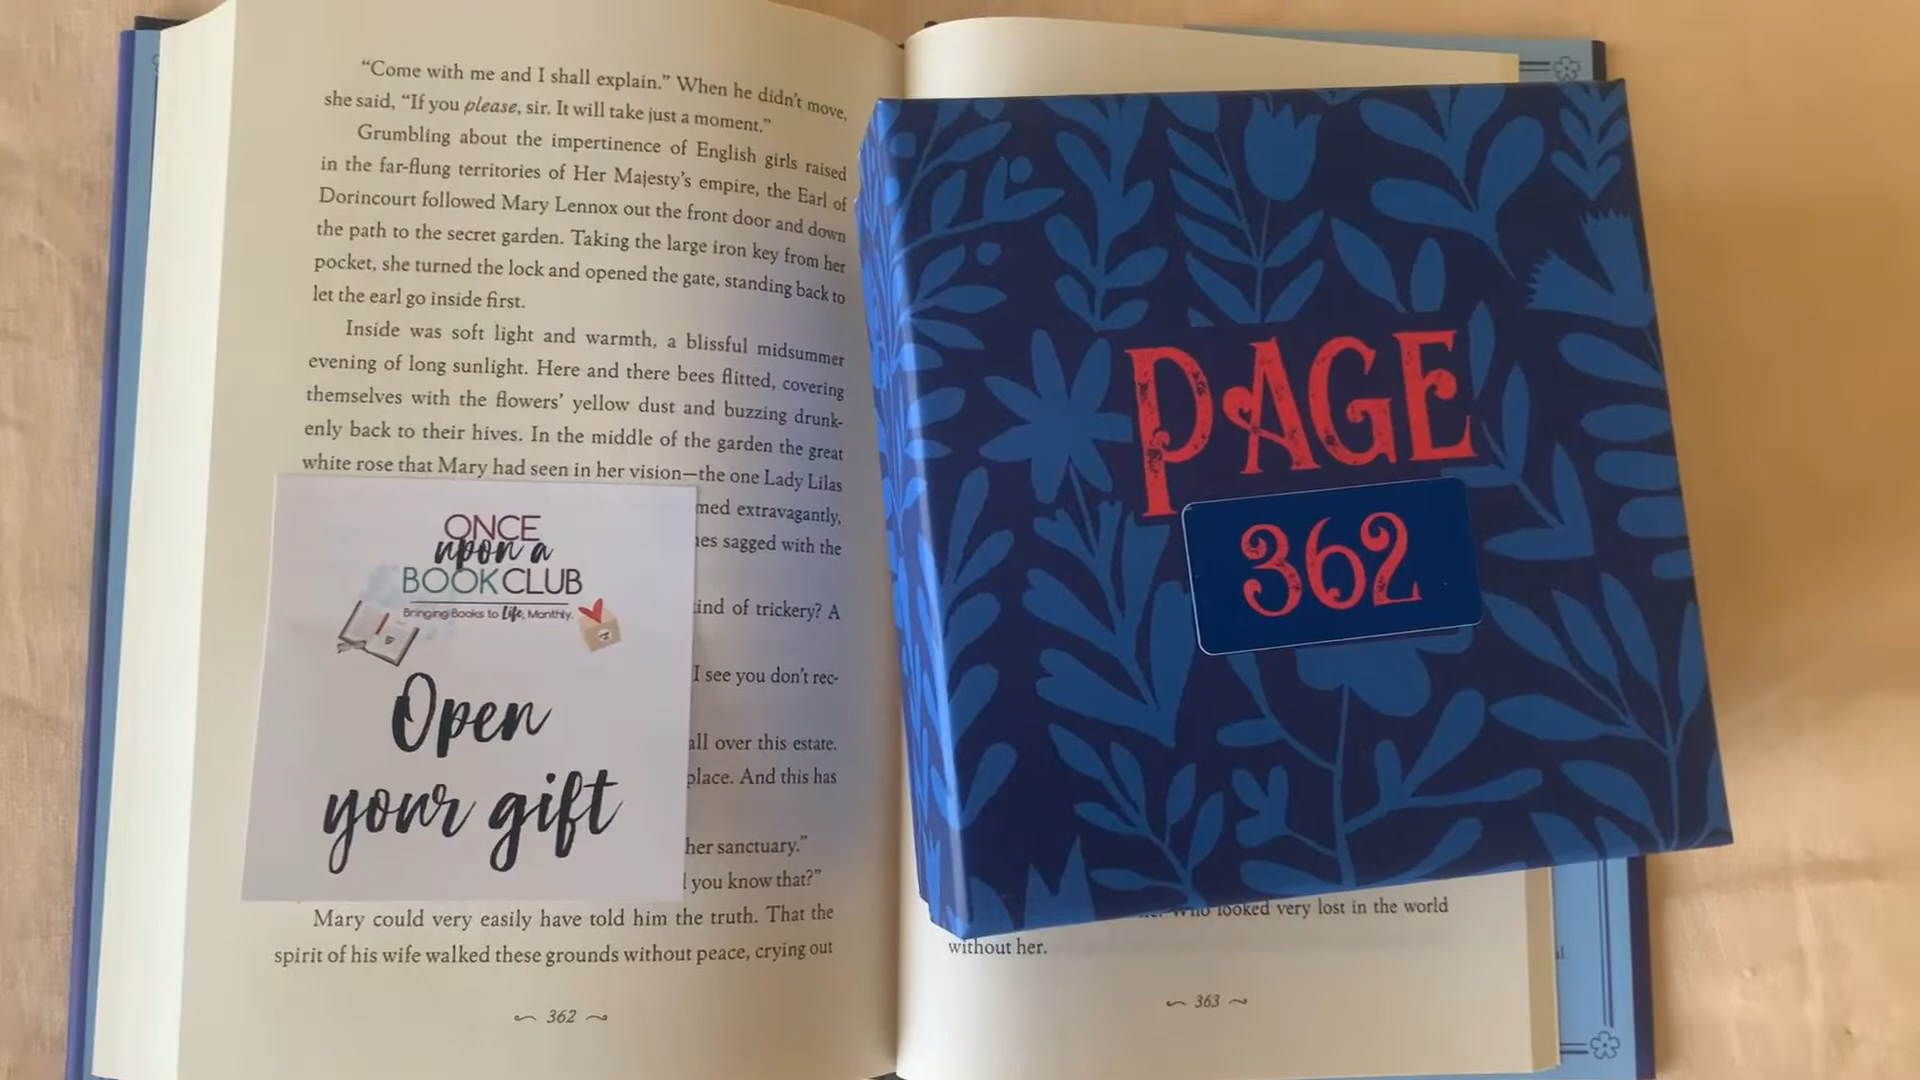 “Come with me and I shall explain.” When he didn’t move,
she said, “If you please, sir. It will take just a moment.”
Grumbling about the impertinence of English girls raised
in the far-flung territories of Her Majesty’s empire, the Earl of
Dorincourt followed Mary Lennox out the front door and down
the path to the secret garden. Taking the large iron key from her
pocket, she turned the lock and opened the gate, standing back to
let the earl go inside first.
Inside was soft light and warmth, a blissful midsummer
evening of long sunlight. Here and there bees flitted, covering
themselves with the flowers’ yellow dust and buzzing drunk-
enly back to their hives. In the middle of the garden the great
white rose that Mary had seen in her vision—the one Lady Lilas
extravagantly,
sagged with the
of trickery? A
I see you don’t rec-
all over this estate.
place. And this has
her sanctuary.”
you know that?”
Mary could very easily have told him the truth. That the
spirit of his wife walked these grounds without peace, crying out
362
ONCE
upon a
BOOK CLUB
Bringing Books to Life, Monthly.
Open
your gift
PAGE
362
looked very lost in the world
without her.
363